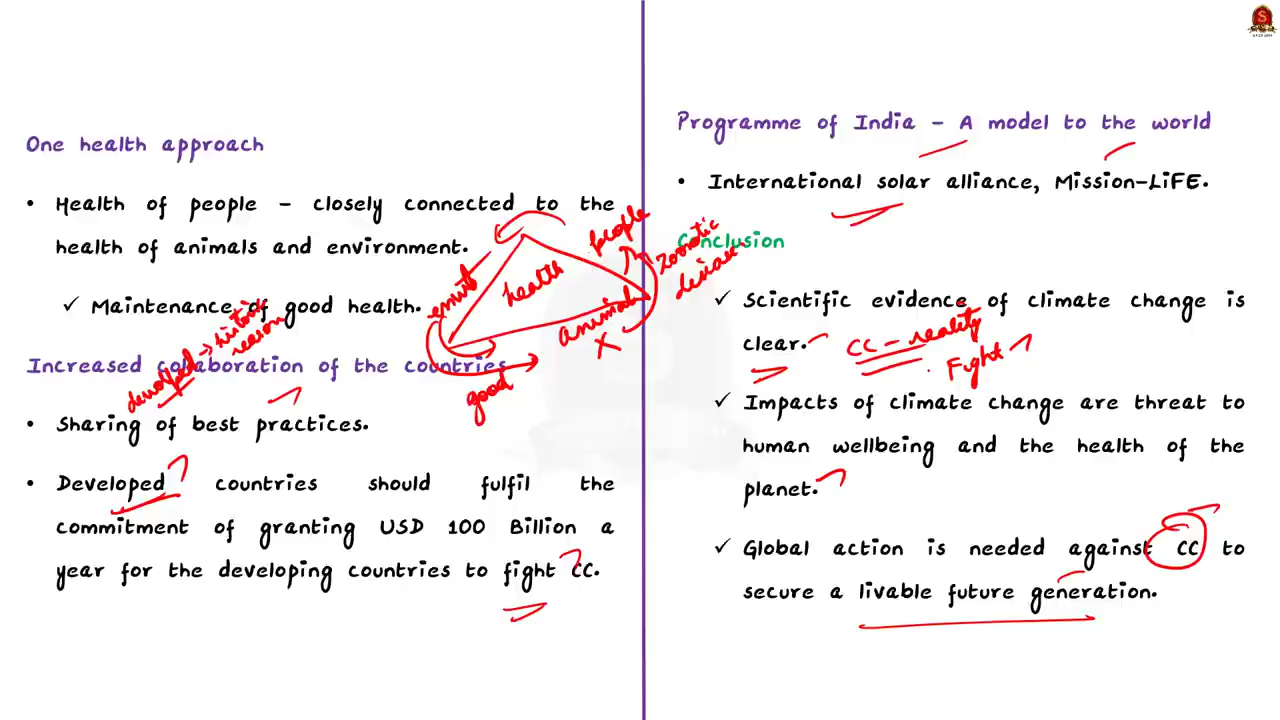 One health approach
• Health of people – closely connected to the
health of animals and environment.
✓ Maintenance of good health.
Increased collaboration of the countries
• Sharing of best practices.
• Developed countries should fulfil the
commitment of granting USD 100 Billion a
year for the developing countries to fight CC.
people
health
animal
good
reason
Programme of India – A model to the world
• International solar alliance, Mission-LiFE.
Conclusion
zoonotic
disease
✓ Scientific evidence of climate change is
clear.
CC – reality
Fight
✓ Impacts of climate change are threat to
human wellbeing and the health of the
planet.
✓ Global action is needed against CC to
secure a livable future generation.